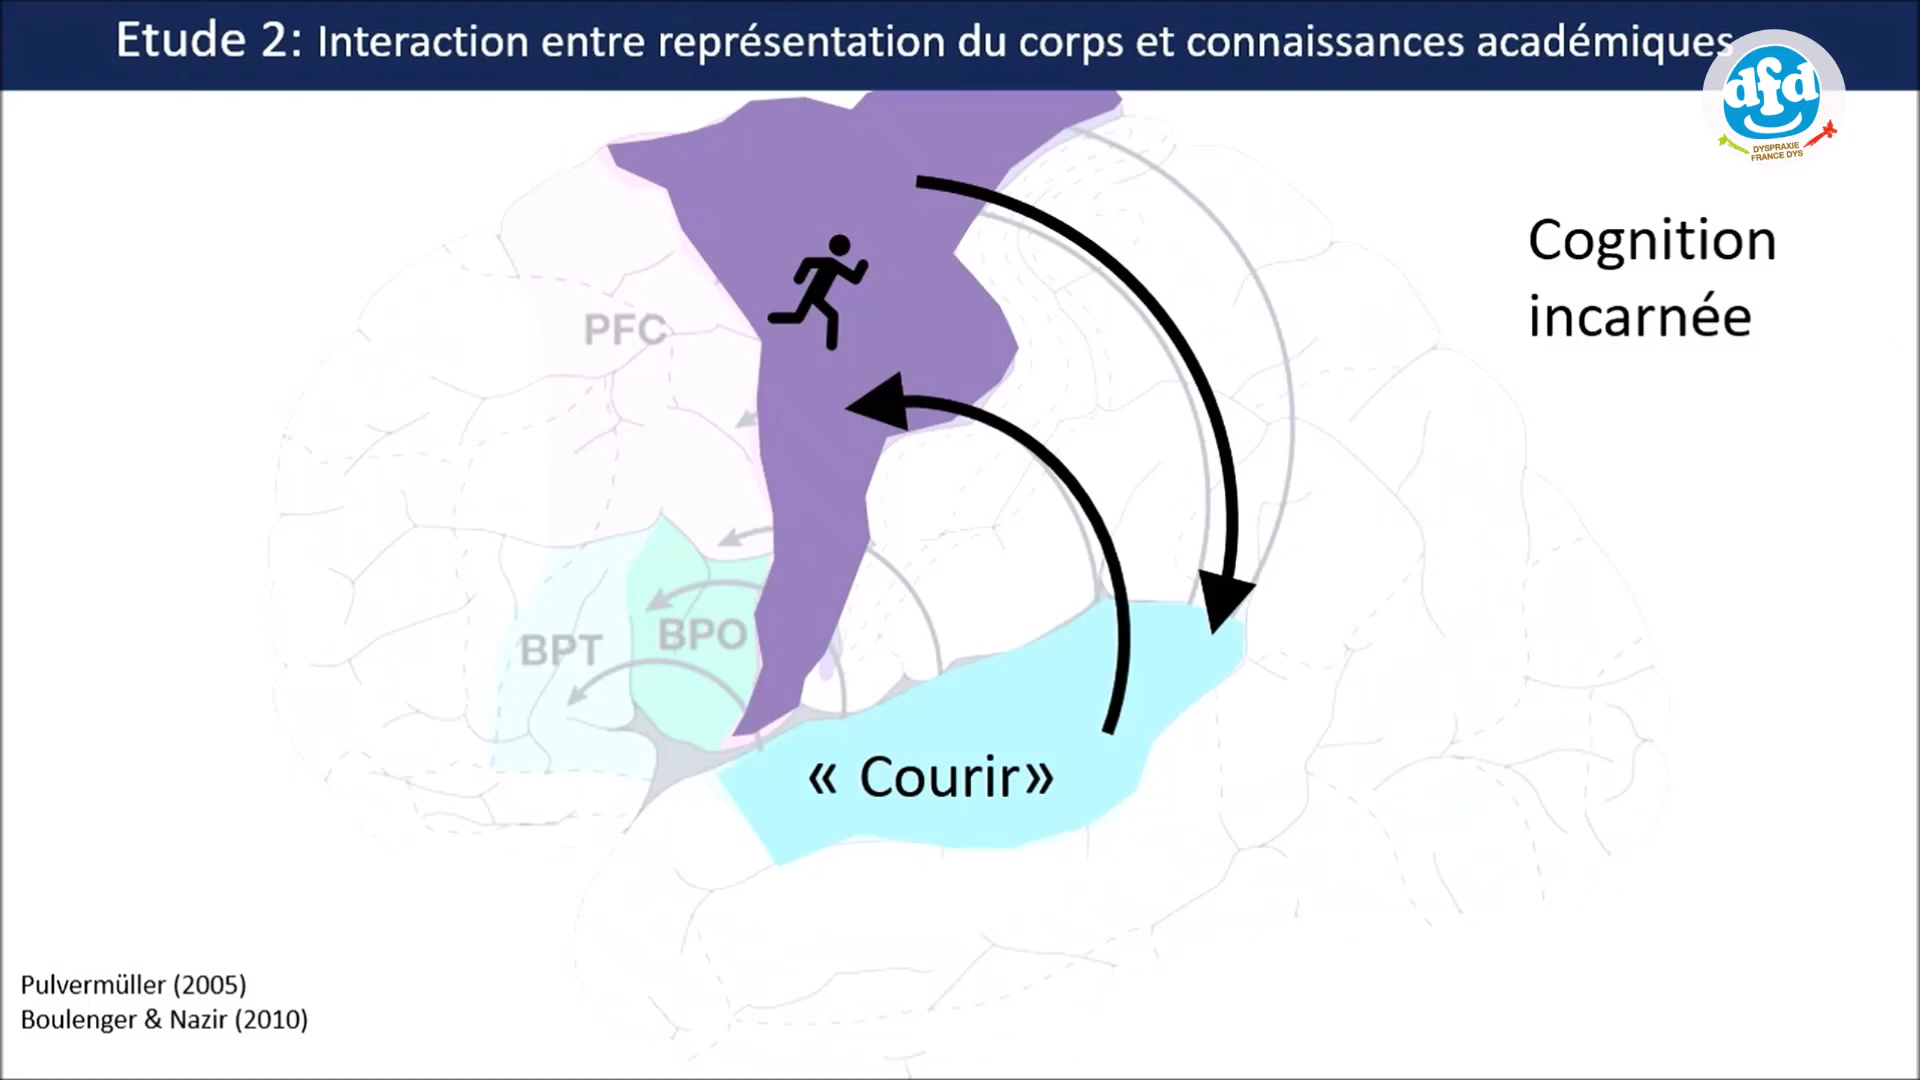 Etude 2: Interaction entre représentation du corps et connaissances académiques
dfd
DYSPRAXIE
FRANCE DYS
Cognition
incarnée
PFC
BPT
BPO
« Courir»
Pulvermüller (2005)
Boulenger & Nazir (2010)